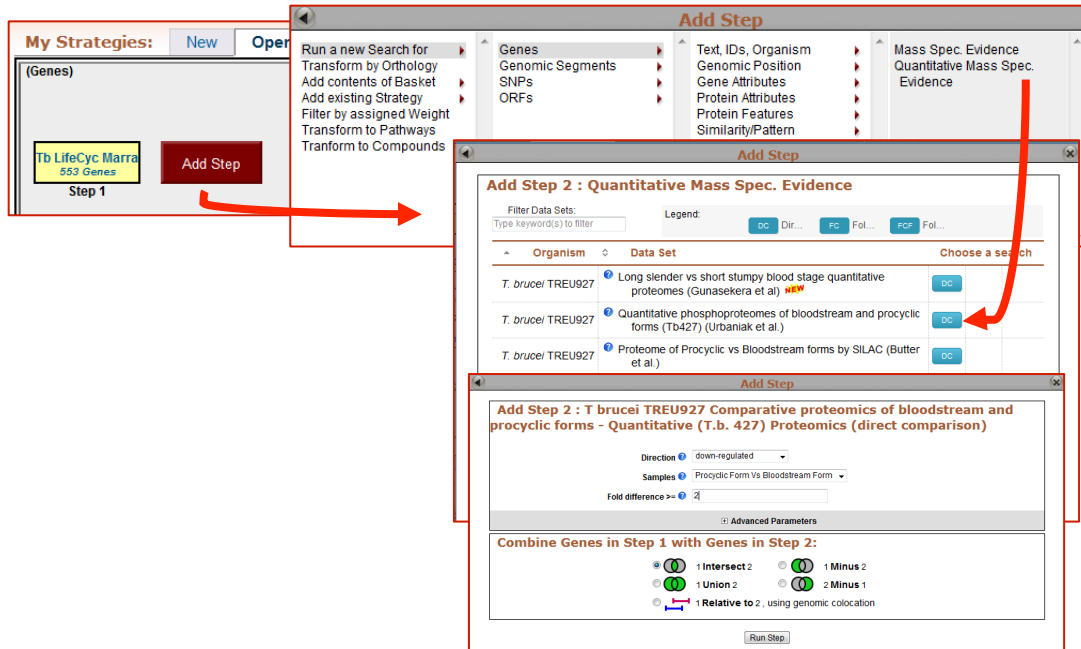 My Strategies: New Oper
(Genes)
Tb LifeCyc Marra
553 Genes
Step 1
Add Step
Add Step
Run a new Search for
Transform by Orthology
Add contents of Basket
Add existing Strategy
Filter by assigned Weight
Transform to Pathways
Tranform to Compounds
Genes
Genomic Segments
SNPs
ORFs
Text, IDs, Organism
Genomic Position
Gene Attributes
Protein Attributes
Protein Features
Similarity/Pattern
Mass Spec. Evidence
Quantitative Mass Spec.
Evidence
Add Step
Add Step 2 : Quantitative Mass Spec. Evidence
Filter Data Sets:
Type keyword(s) to filter
Legend:
DC Dir... FC Fol... FCF Fol...
Organism Data Set Choose a search
T. brucei TREU927 Long slender vs short stumpy blood stage quantitative
proteomes (Gunasekera et al) NEW
DC
T. brucei TREU927 Quantitative phosphoproteomes of bloodstream and procyclic
forms (Tb427) (Urbaniak et al.)
DC
T. brucei TREU927 Proteome of Procyclic vs Bloodstream forms by SILAC (Butter
et al.)
DC
Add Step
Add Step 2 : T brucei TREU927 Comparative proteomics of bloodstream and
procyclic forms - Quantitative (T.b. 427) Proteomics (direct comparison)
Direction down-regulated
Samples Procyclic Form Vs Bloodstream Form
Fold difference >= 2
Advanced Parameters
Combine Genes in Step 1 with Genes in Step 2:
1 Intersect 2 1 Minus 2
1 Union 2 2 Minus 1
1 Relative to 2 , using genomic colocation
Run Step